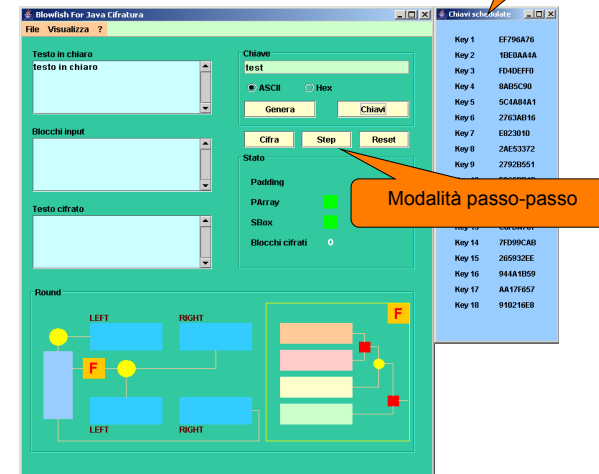 Blowfish For Java Cifratura
File Visualizza ?
Testo in chiaro
testo in chiaro
Blocchi input
Testo cifrato
Chiave
test
ASCII Hex
Genera Chiavi
Cifra Step Reset
Stato
Padding
PArray
SBox
Blocchi cifrati 0
Modalità passo-passo
Round
LEFT RIGHT
F
F
LEFT RIGHT
Chiavi schedulate
Key 1 EF796A76
Key 2 1BE0AA4A
Key 3 FD4DEFF0
Key 4 8AB5C90
Key 5 5C4A84A1
Key 6 2763AB16
Key 7 E823010
Key 8 2AE53372
Key 9 2792B551
Key 14 7FD99CAB
Key 15 265932EE
Key 16 944A1B59
Key 17 AA17F657
Key 18 910216E8